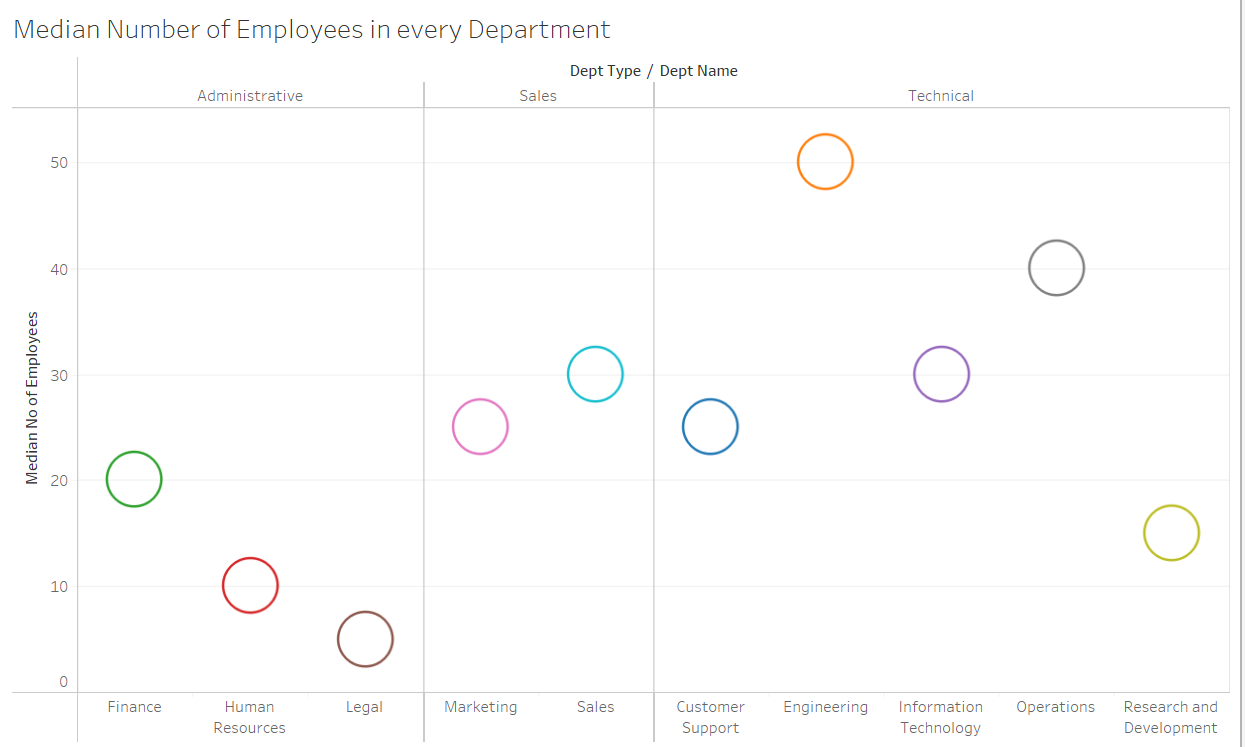 Median Number of Employees in every Department
Dept Type / Dept Name
Administrative
Sales
Technical
50
40
30
20
10
0
Median No of Employees
Finance
Human
Resources
Legal
Marketing
Sales
Customer
Support
Engineering
Information
Technology
Operations
Research and
Development